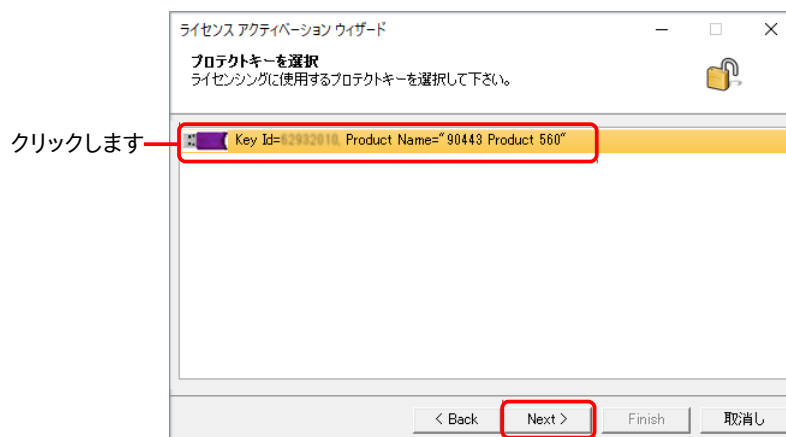 ライセンス アクティベーション ウィザード
プロテクトキーを選択
ライセンシングに使用するプロテクトキーを選択して下さい。
クリックします
Key Id= Product Name="90443 Product 560"
< Back Next > Finish 取消し